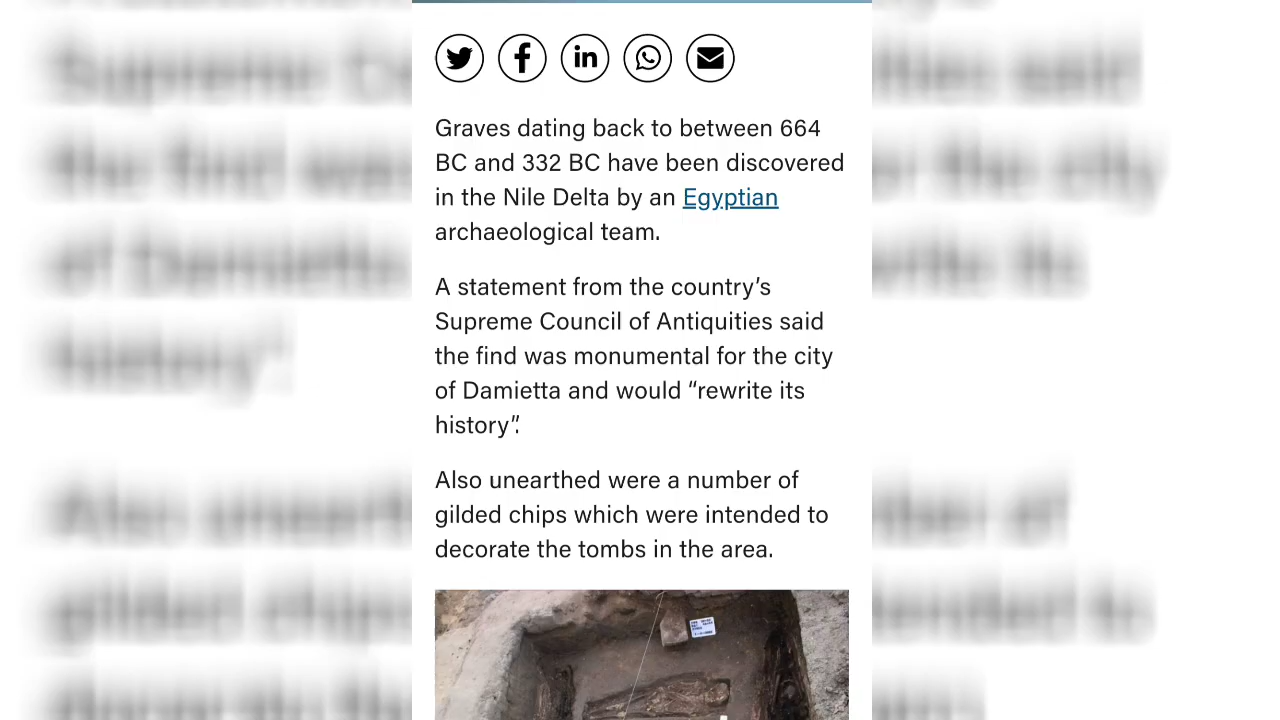 Graves dating back to between 664
BC and 332 BC have been discovered
in the Nile Delta by an Egyptian
archaeological team.
A statement from the country’s
Supreme Council of Antiquities said
the find was monumental for the city
of Damietta and would “rewrite its
history”.
Also unearthed were a number of
gilded chips which were intended to
decorate the tombs in the area.